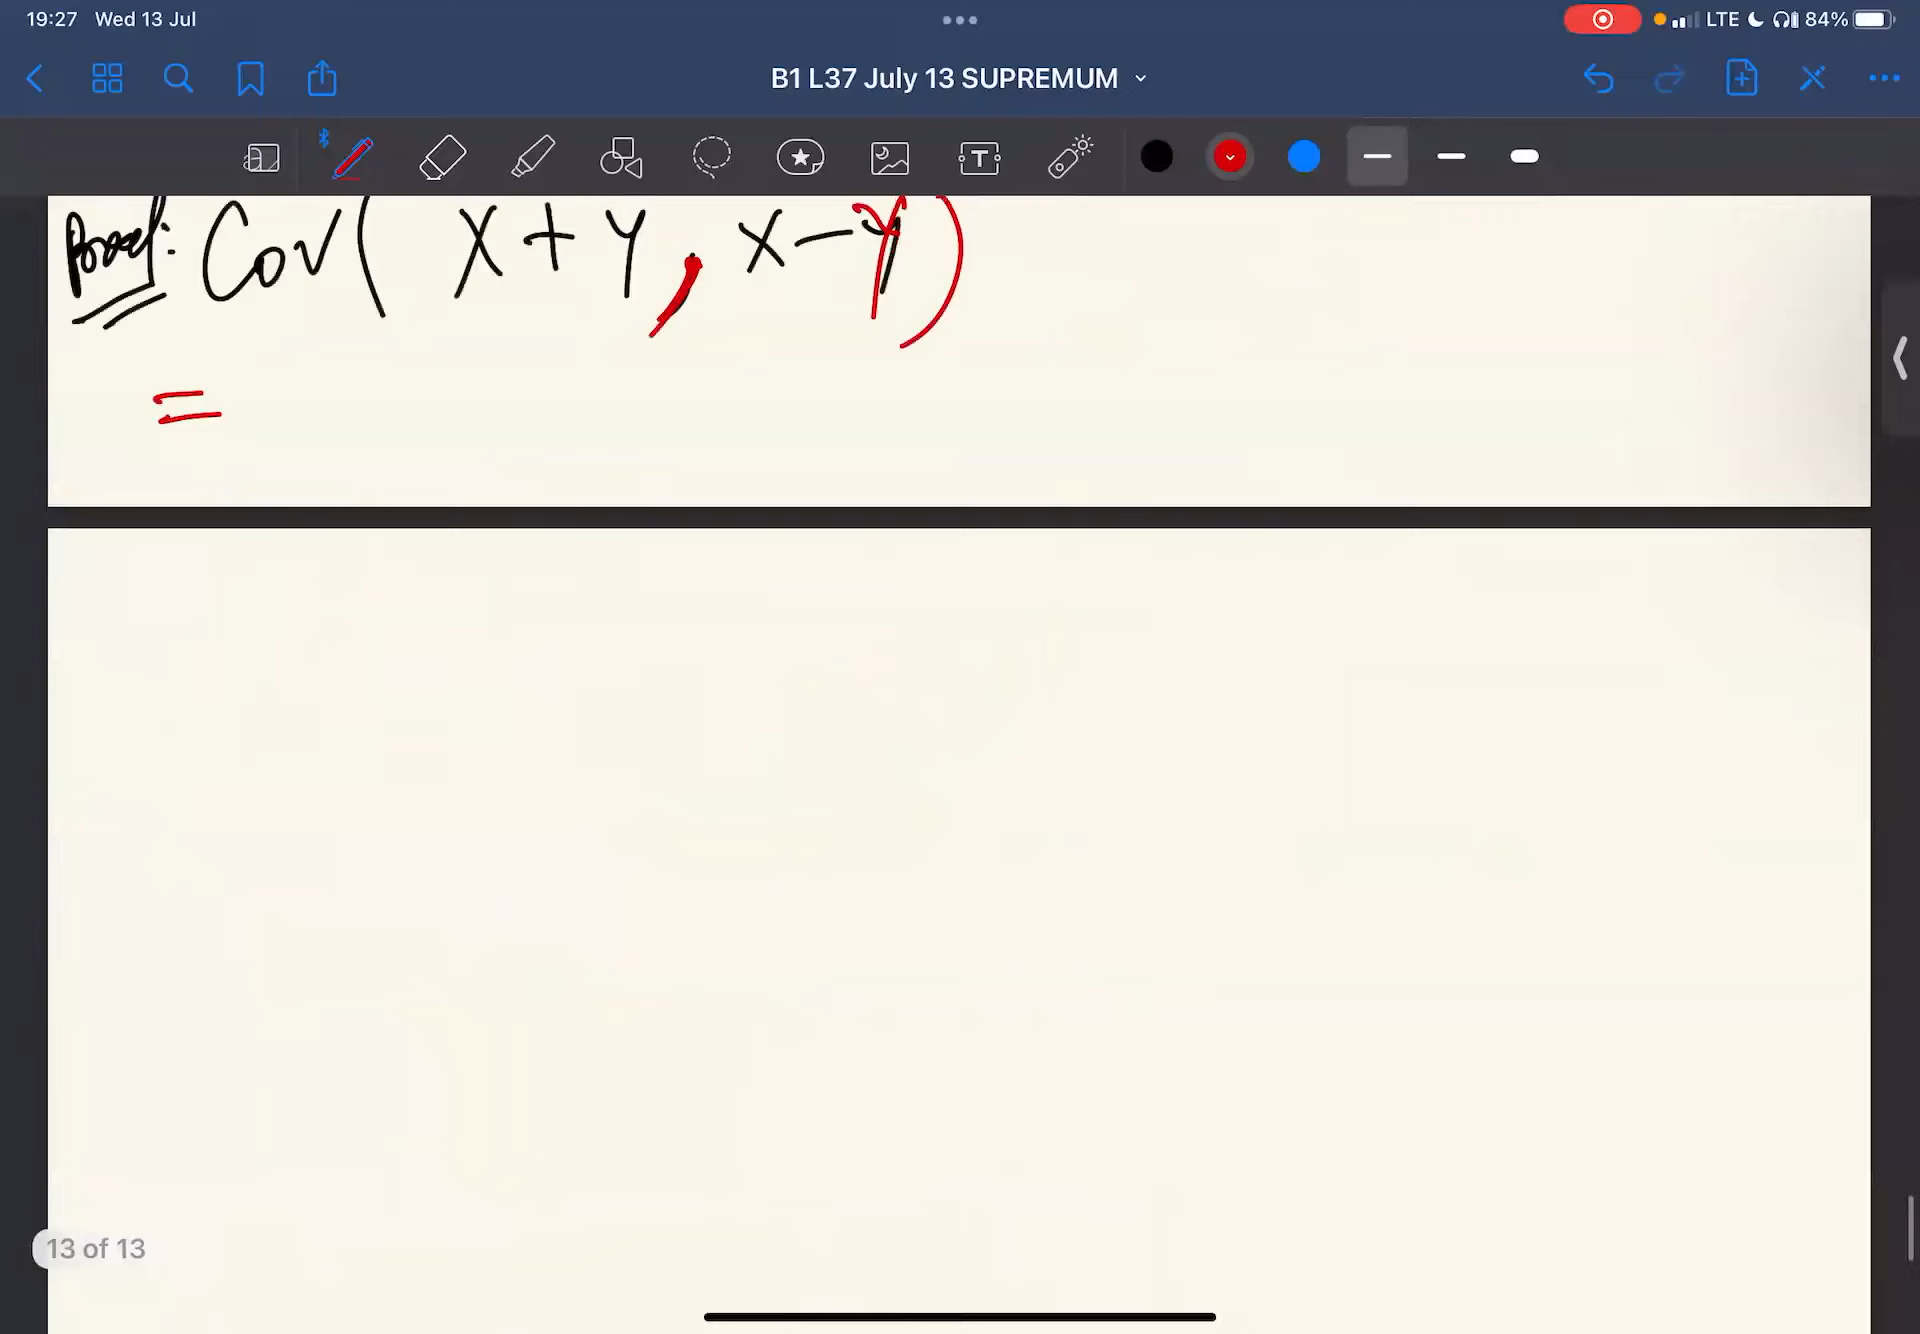 19:27 Wed 13 Jul
LTE 84%
B1 L37 July 13 SUPREMUM
T
Proof: Cov( X+Y, X-Y)
=
13 of 13